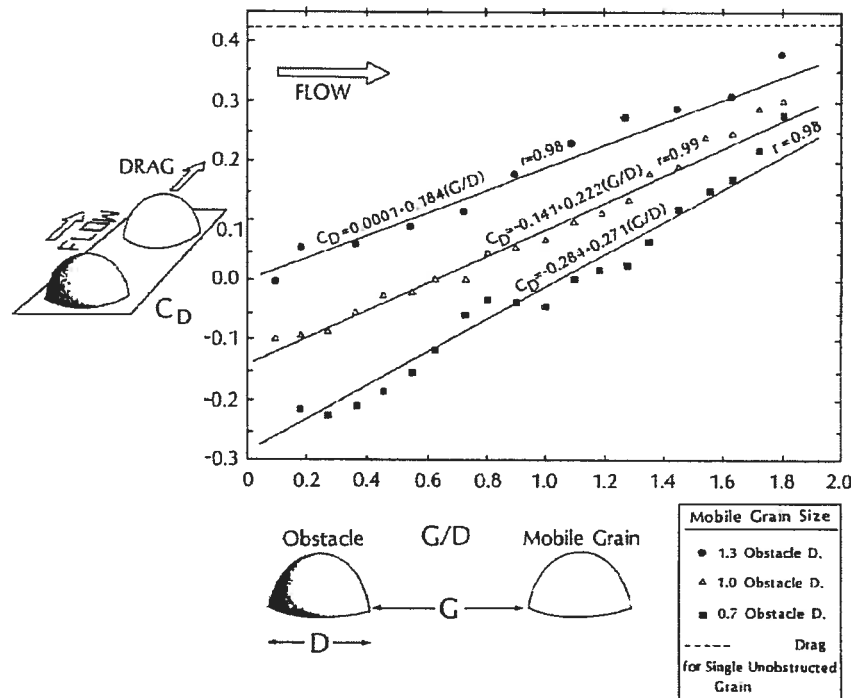 0.4
0.3
0.2
0.1
0.0
-0.1
-0.2
-0.3
0 0.2 0.4 0.6 0.8 1.0 1.2 1.4 1.6 1.8 2.0
FLOW
DRAG
FLOW
C_D
C_D=0.0001+0.184(G/D)
r=0.98
C_D=-0.141+0.222(G/D)
r=0.99
C_D=-0.284+0.271(G/D)
r=0.98
Obstacle G/D Mobile Grain
G
D
Mobile Grain Size
● 1.3 Obstacle D.
△ 1.0 Obstacle D.
■ 0.7 Obstacle D.
------ Drag
for Single Unobstructed
Grain